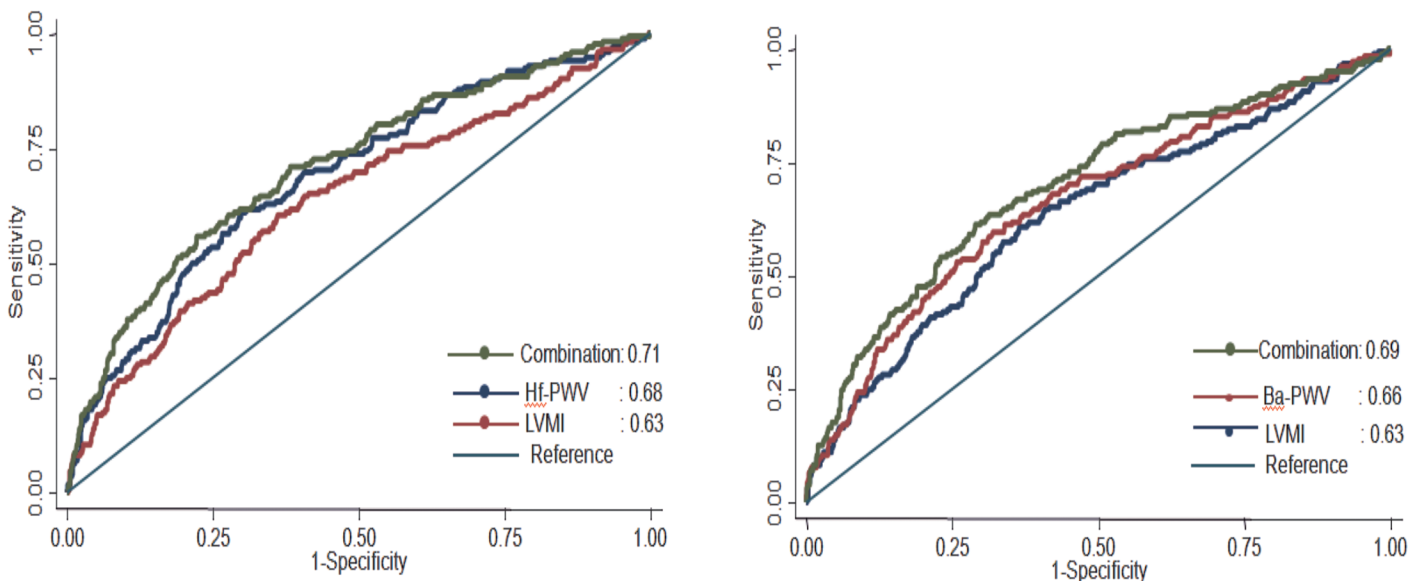 1.00
0.75
0.50
0.25
0.00
Sensitivity
Combination: 0.71
Hf-PWV : 0.68
LVMI : 0.63
Reference
0.00 0.25 0.50 0.75 1.00
1-Specificity
1.00
0.75
0.50
0.25
0.00
Sensitivity
Combination: 0.69
Ba-PWV : 0.66
LVMI : 0.63
Reference
0.00 0.25 0.50 0.75 1.00
1-Specificity